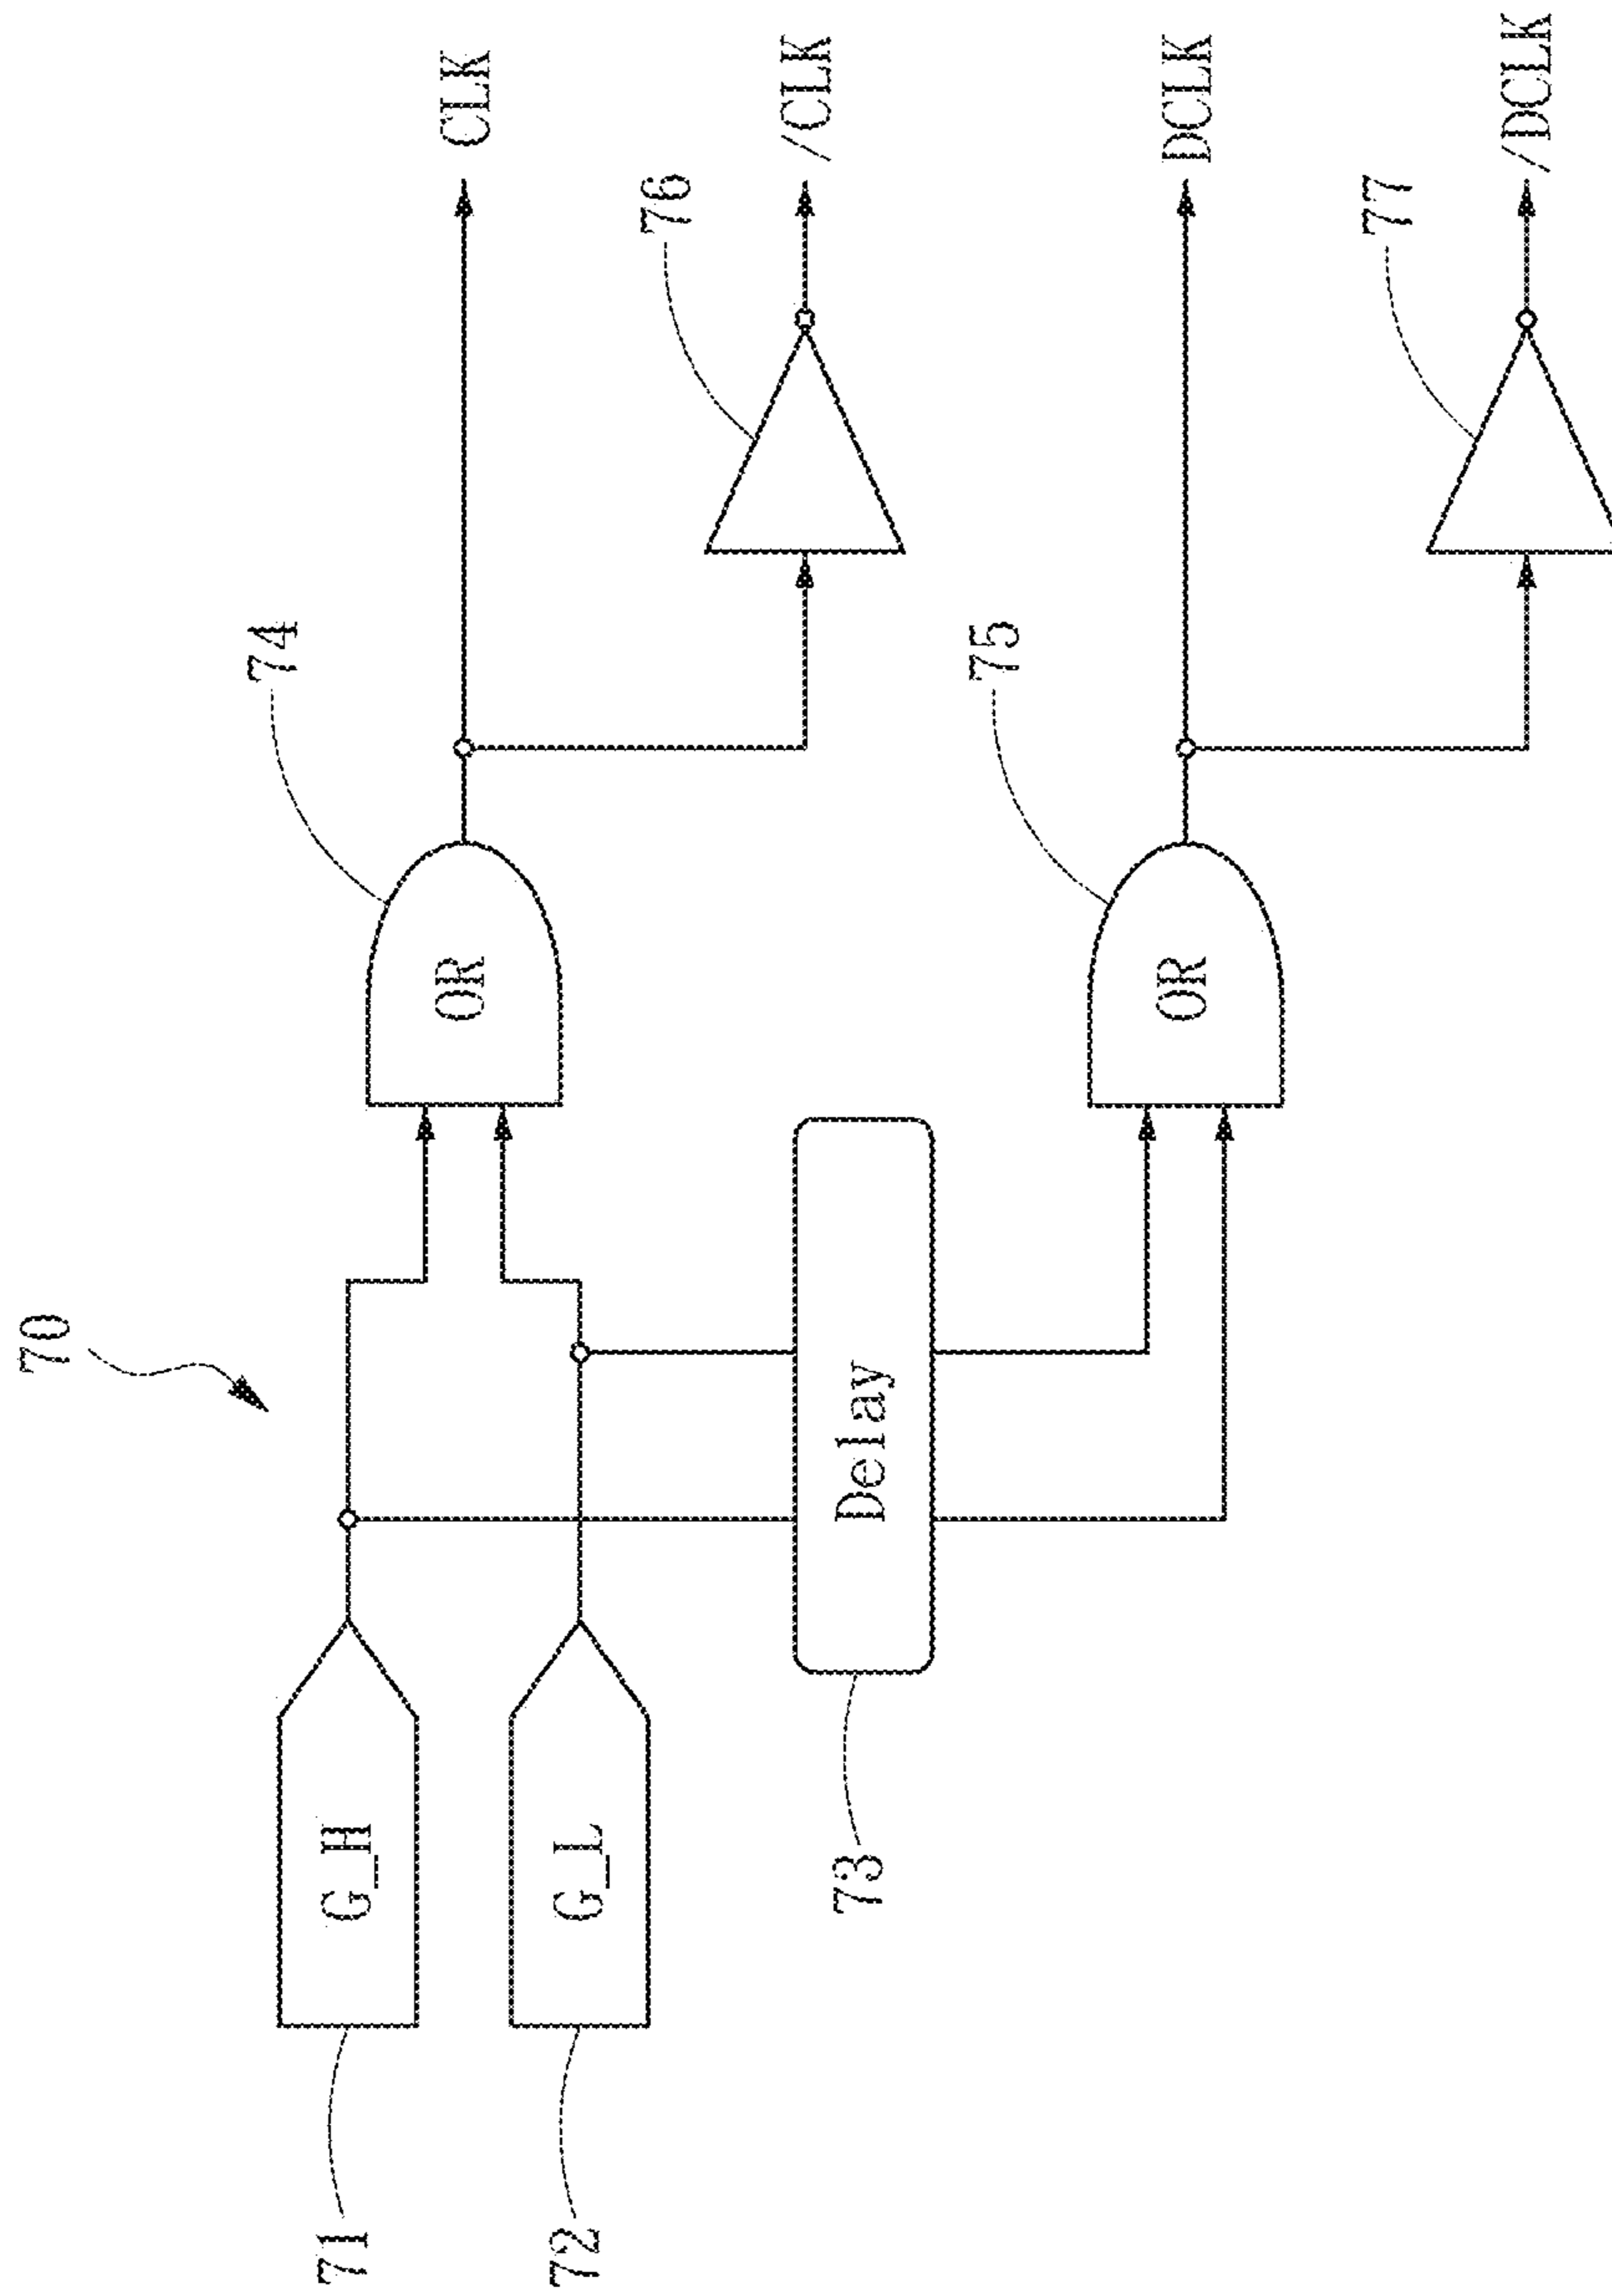 70
74
CLK
71
G_H
OR
76
/CLK
72
G_L
73
Delay
75
DCLK
OR
77
/DCLK